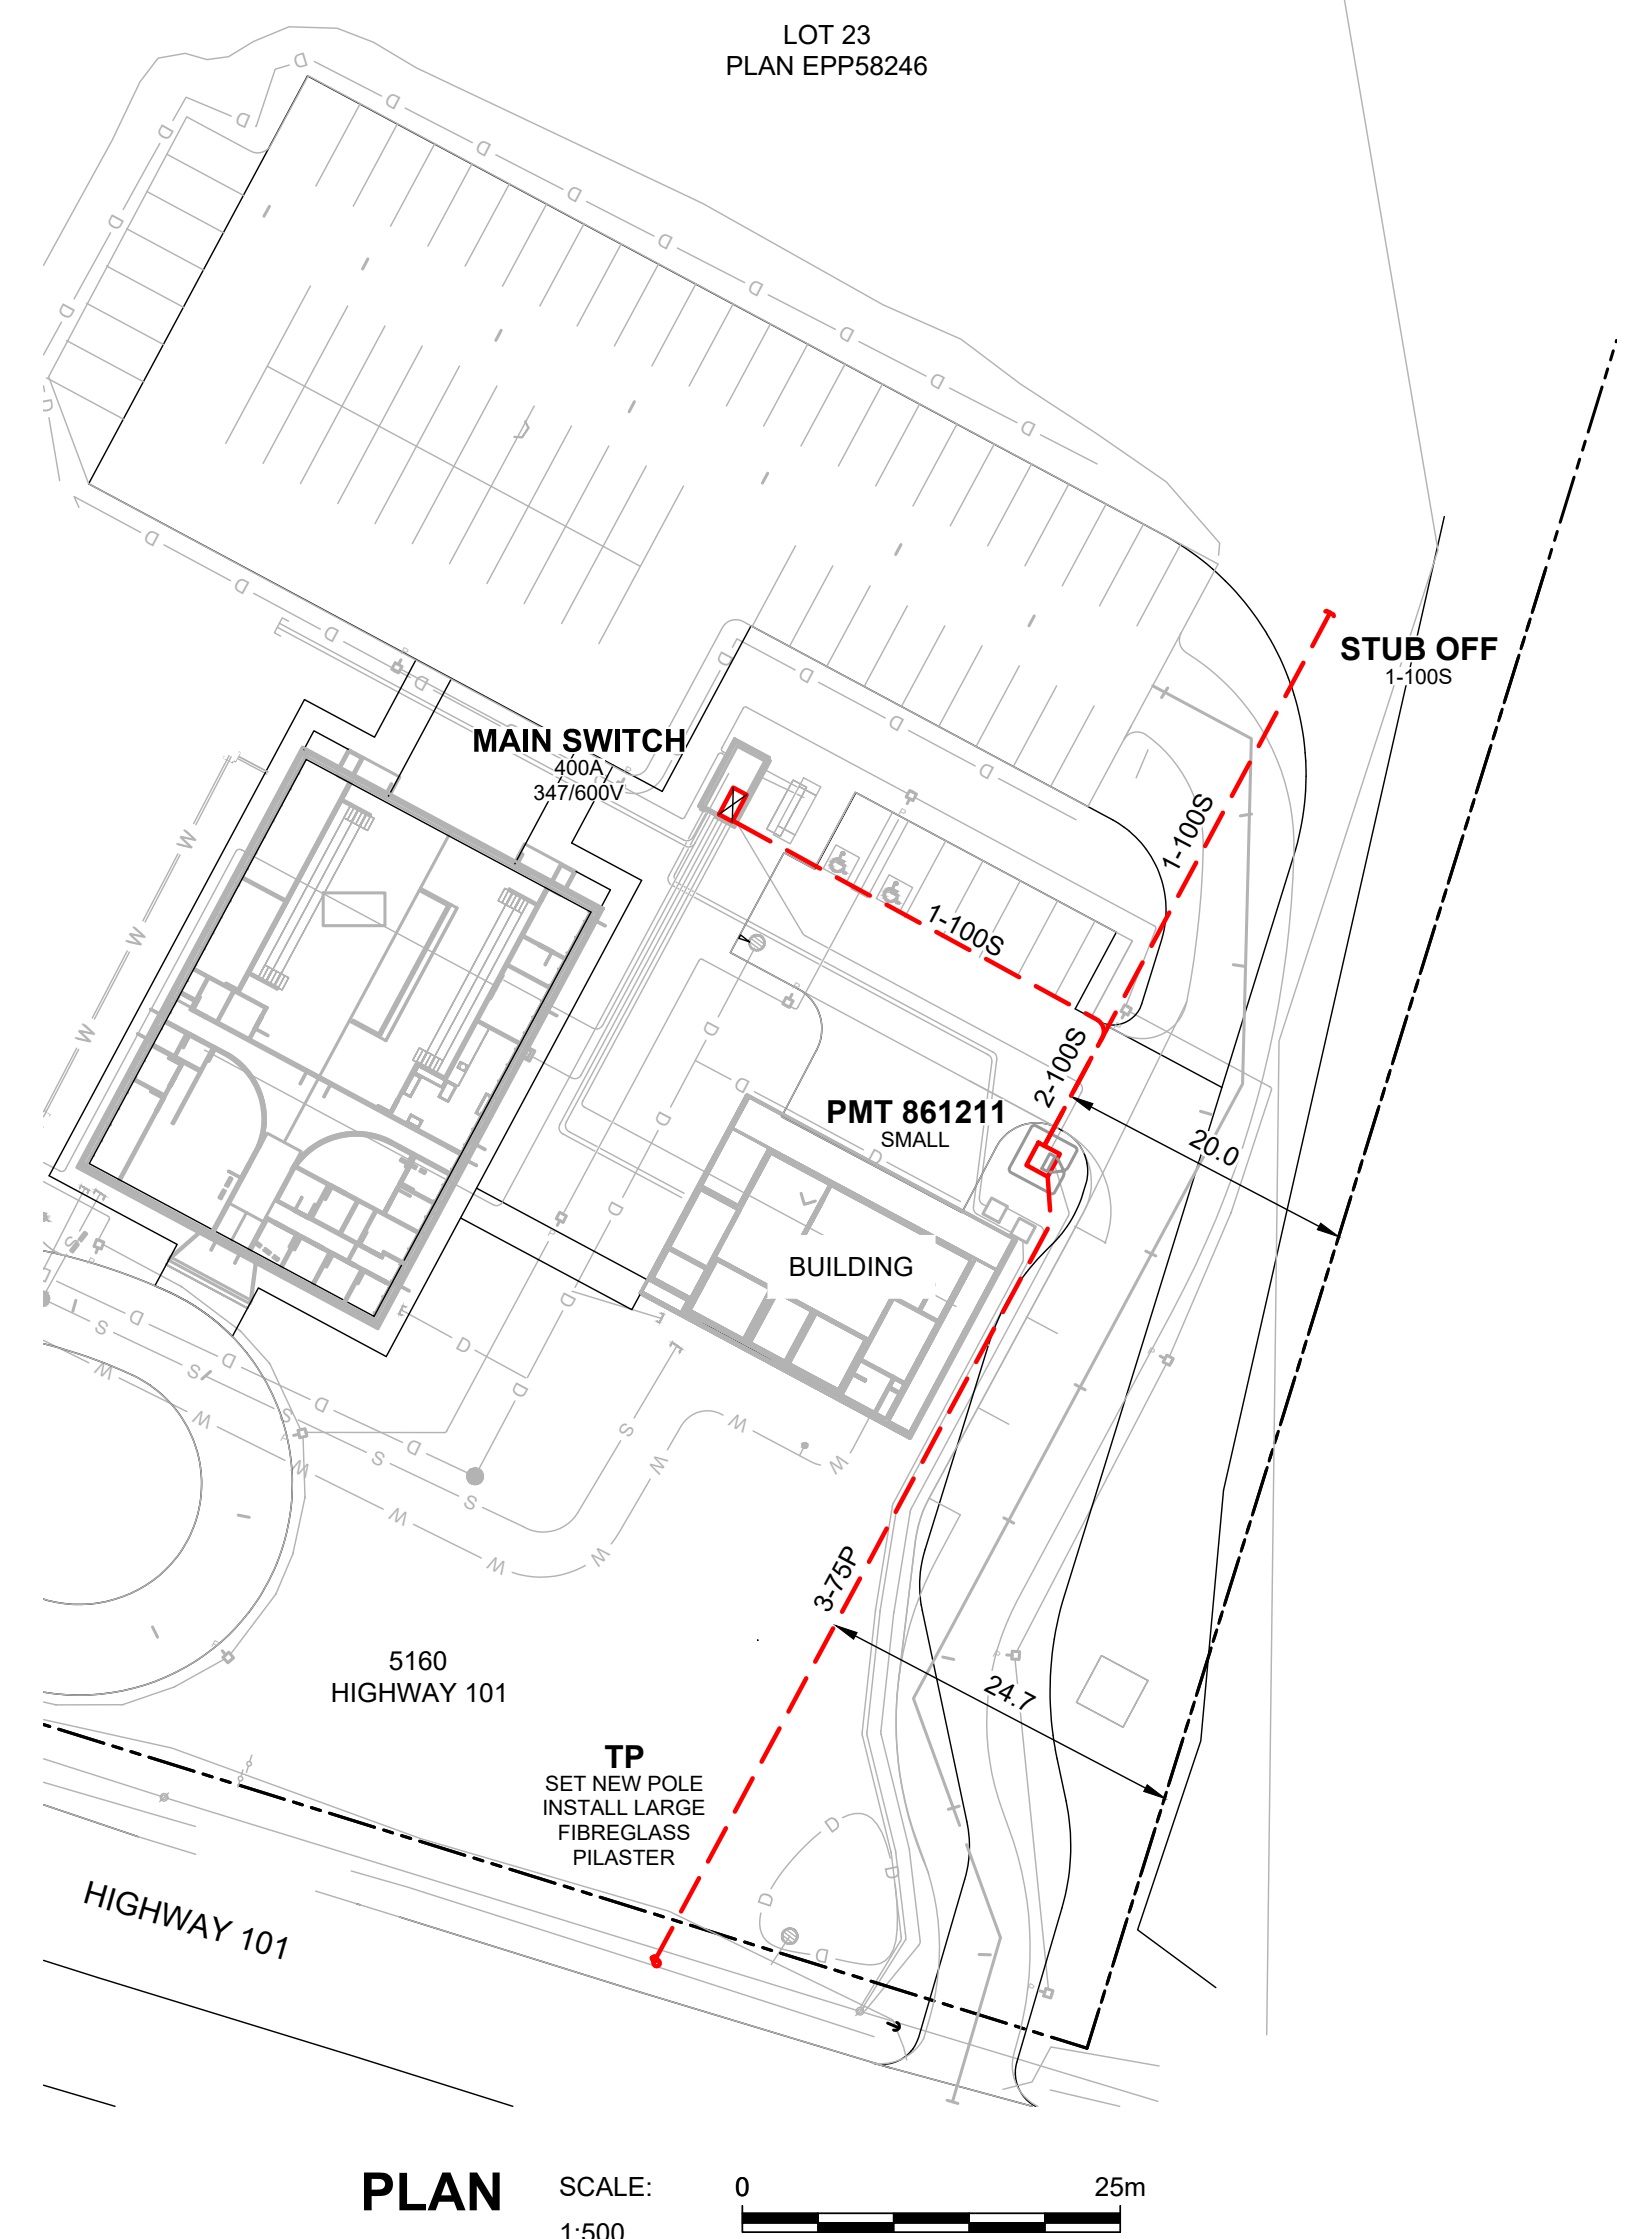 LOT 23
PLAN EPP58246
STUB OFF
1-100S
MAIN SWITCH
400A
347/600V
1-100S
1-100S
2-100S
PMT 861211
SMALL
20.0
BUILDING
3-75P
5160
HIGHWAY 101
24.7
TP
SET NEW POLE
INSTALL LARGE
FIBREGLASS
PILASTER
HIGHWAY 101
PLAN
SCALE:
1:500
0
25m